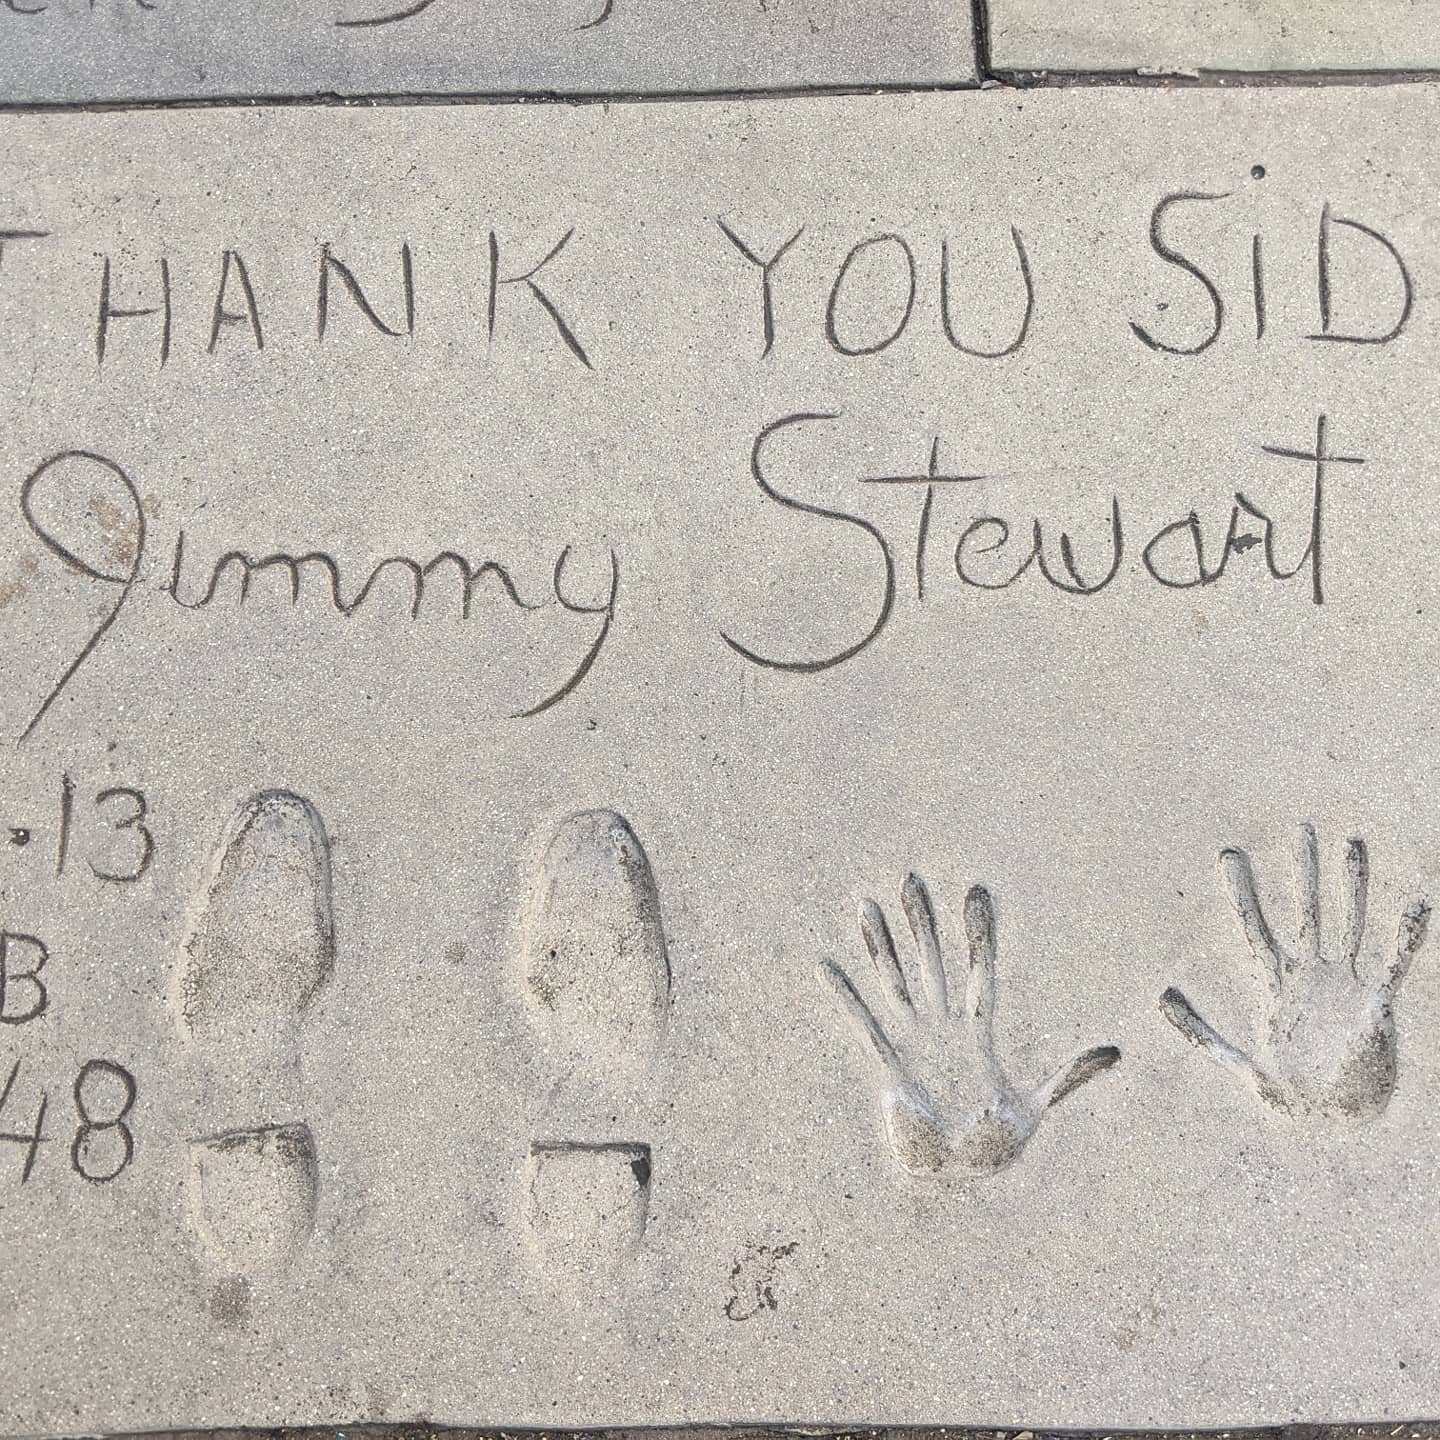 THANK YOU SiD
Jimmy Stewart
.13
B
48